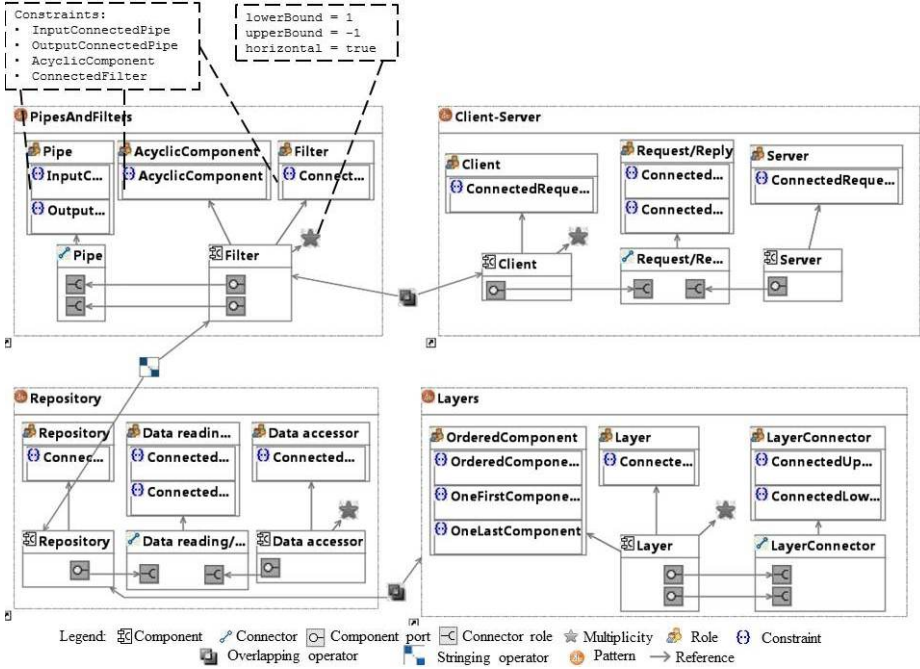 Constraints:
• InputConnectedPipe
• OutputConnectedPipe
• AcyclicComponent
• ConnectedFilter
lowerBound = 1
upperBound = -1
horizontal = true
PipesAndFilters
Pipe
InputC...
Output...
AcyclicComponent
AcyclicComponent
Filter
Connect...
Pipe
Filter
Client-Server
Client
ConnectedReque...
Request/Reply
Connected...
Connected...
Server
ConnectedReque...
Client
Request/Re...
Server
Repository
Repository
Connec...
Data readin...
Connected...
Connected...
Data accessor
Connected...
Repository
Data reading/...
Data accessor
Layers
OrderedComponent
OrderedCompone...
OneFirstCompone...
OneLastComponent
Layer
Connecte...
LayerConnector
ConnectedUp...
ConnectedLow...
Layer
LayerConnector
Legend: Component Connector Component port Connector role Multiplicity Role Constraint
Overlapping operator Stringing operator Pattern Reference